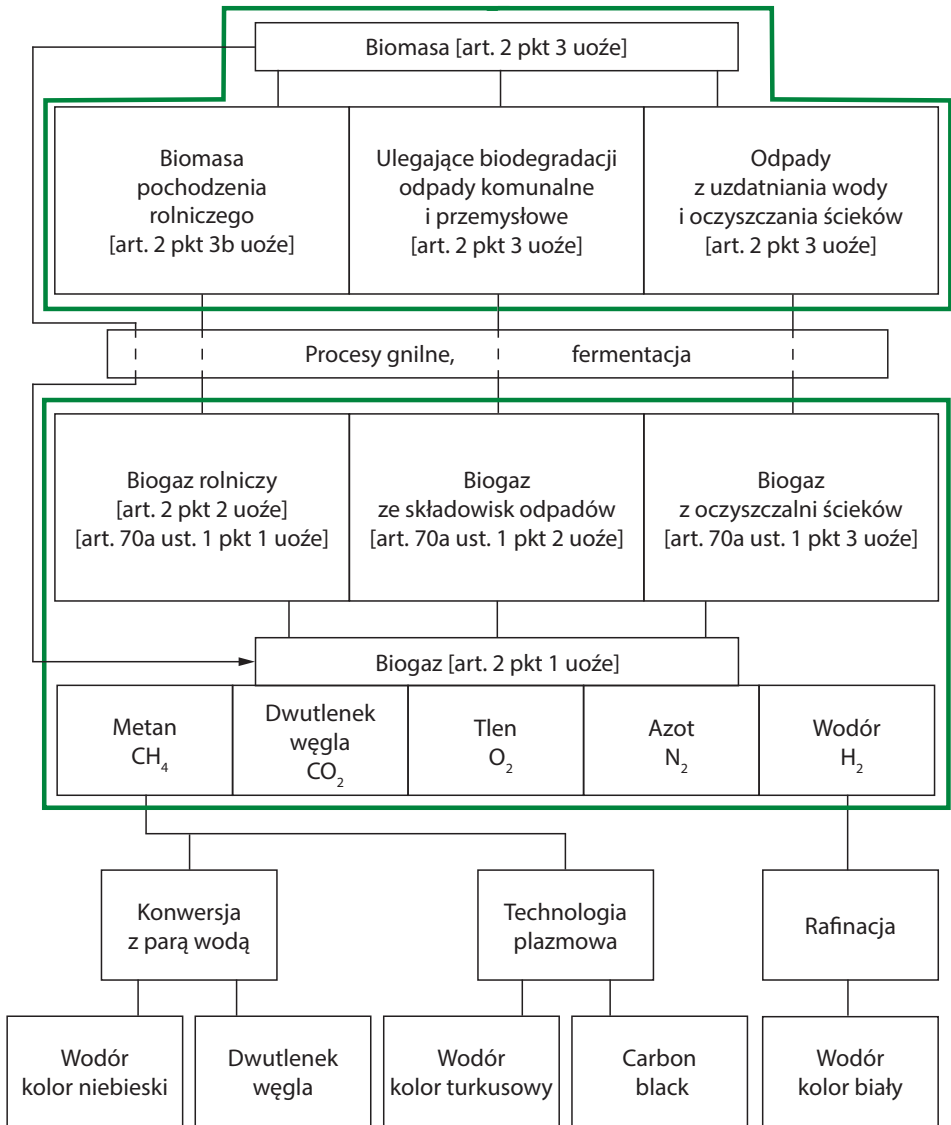 Biomasa [art. 2 pkt 3 uoźe]
Biomasa
pochodzenia
rolniczego
[art. 2 pkt 3b uoźe]
Ulegające biodegradacji
odpady komunalne
i przemysłowe
[art. 2 pkt 3 uoźe]
Odpady
z uzdatniania wody
i oczyszczania ścieków
[art. 2 pkt 3 uoźe]
Procesy gnilne, fermentacja
Biogaz rolniczy
[art. 2 pkt 2 uoźe]
[art. 70a ust. 1 pkt 1 uoźe]
Biogaz
ze składowisk odpadów
[art. 70a ust. 1 pkt 2 uoźe]
Biogaz
z oczyszczalni ścieków
[art. 70a ust. 1 pkt 3 uoźe]
Biogaz [art. 2 pkt 1 uoźe]
Metan
CH₄
Dwutlenek
węgla
CO₂
Tlen
O₂
Azot
N₂
Wodór
H₂
Konwersja
z parą wodą
Technologia
plazmowa
Rafinacja
Wodór
kolor niebieski
Dwutlenek
węgla
Wodór
kolor turkusowy
Carbon
black
Wodór
kolor biały